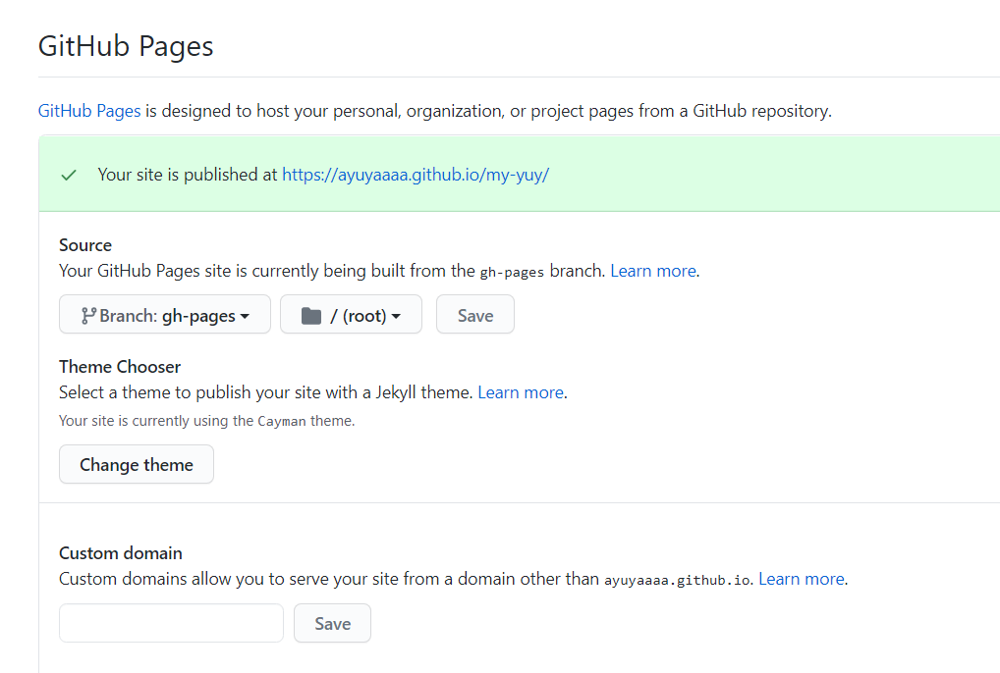 GitHub Pages
GitHub Pages is designed to host your personal, organization, or project pages from a GitHub repository.
Your site is published at https://ayuyaaaa.github.io/my-yuy/
Source
Your GitHub Pages site is currently being built from the gh-pages branch. Learn more.
Branch: gh-pages / (root) Save
Theme Chooser
Select a theme to publish your site with a Jekyll theme. Learn more.
Your site is currently using the Cayman theme.
Change theme
Custom domain
Custom domains allow you to serve your site from a domain other than ayuyaaaa.github.io. Learn more.
Save